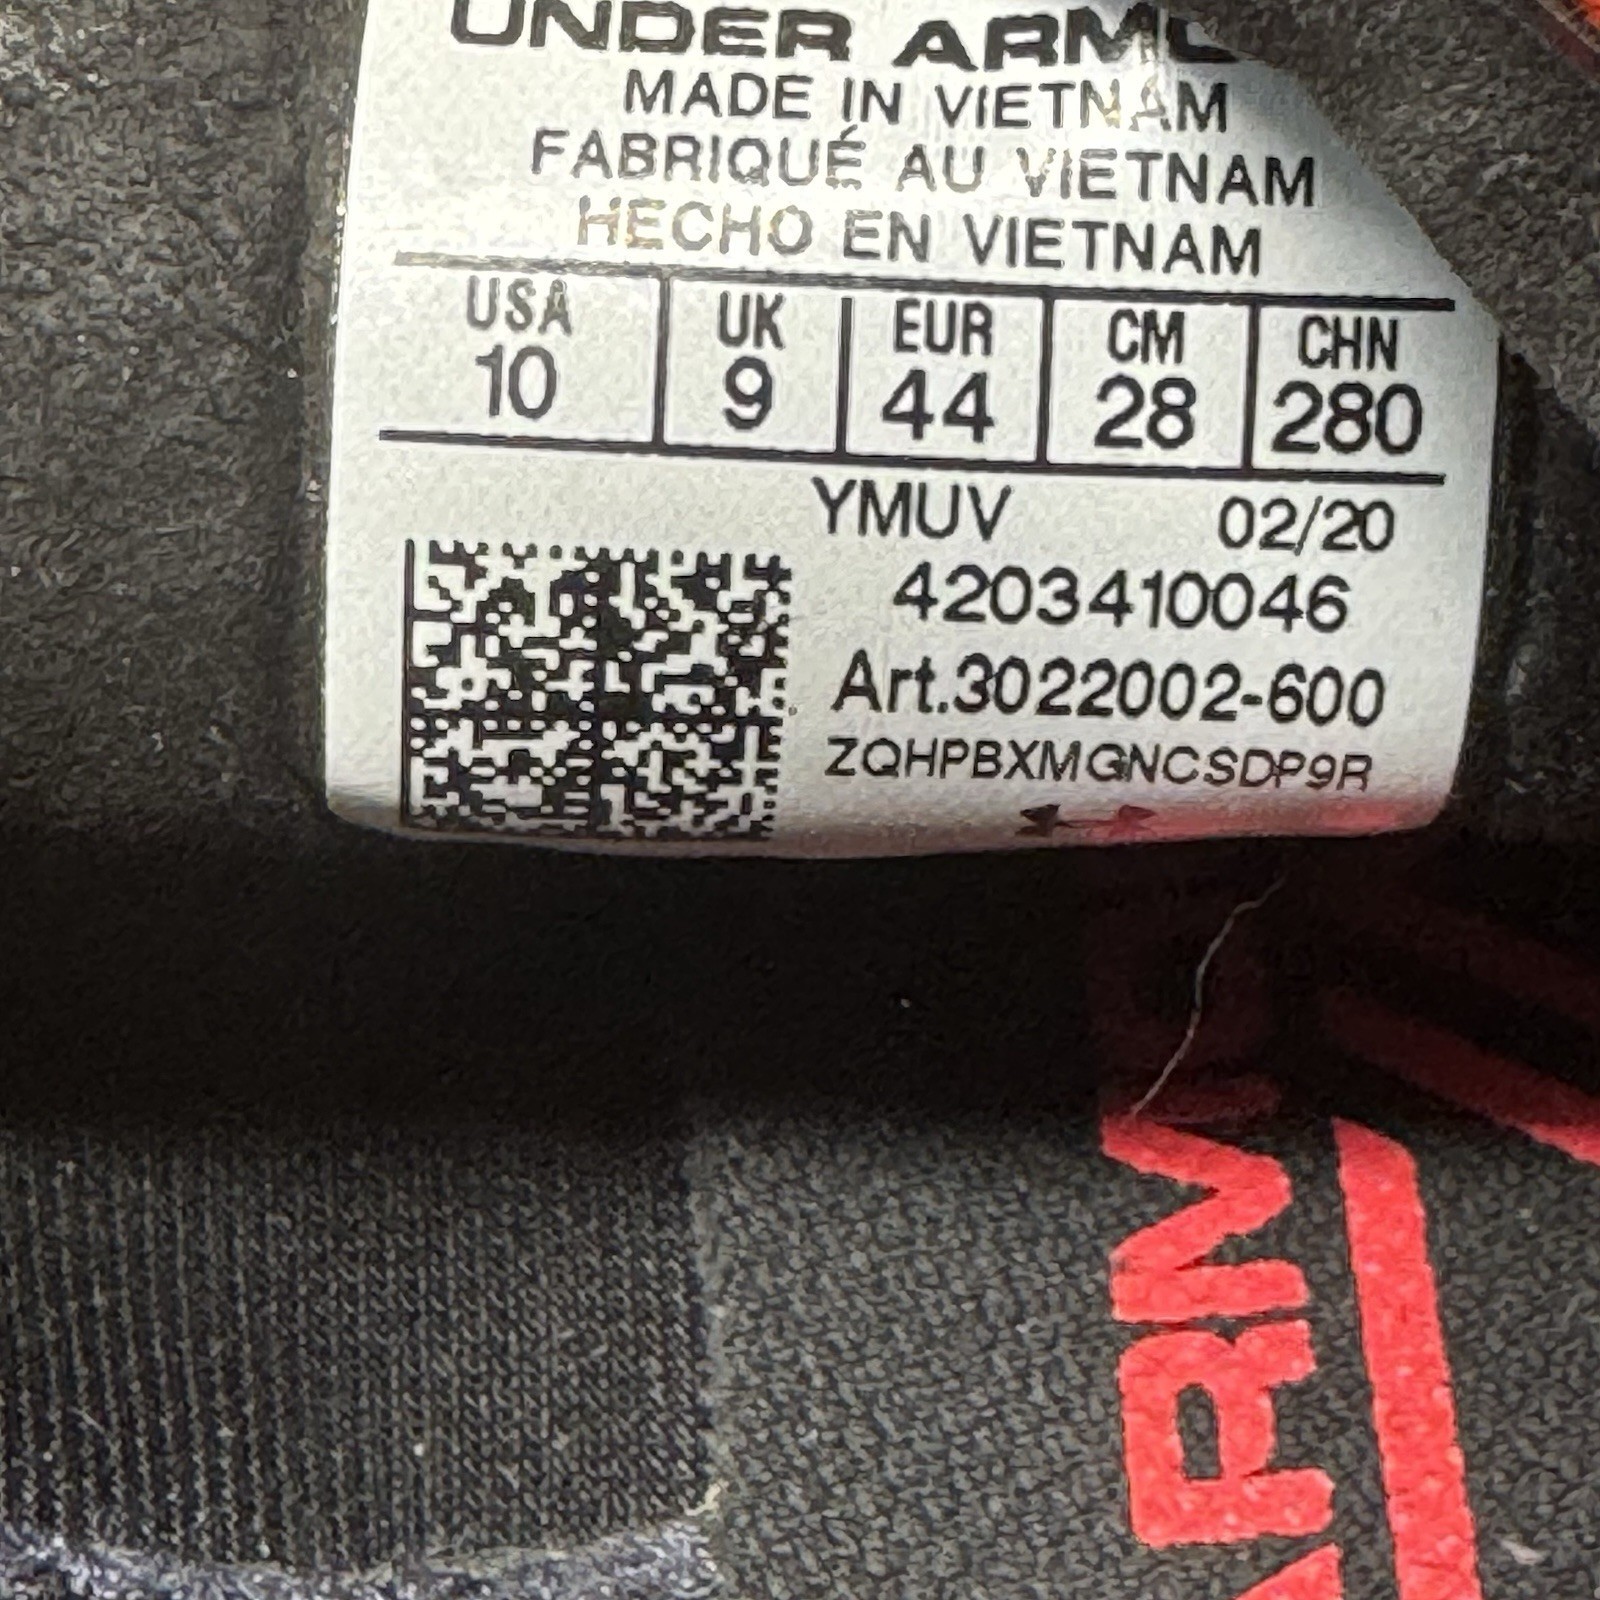 UNDER ARMO
MADE IN VIETNAM
FABRIQUÉ AU VIETNAM
HECHO EN VIETNAM
USA UK EUR CM CHN
10 9 44 28 280
YMUV 02/20
4203410046
Art.3022002-600
ZQHPBXMGNCSDP9R
ARM